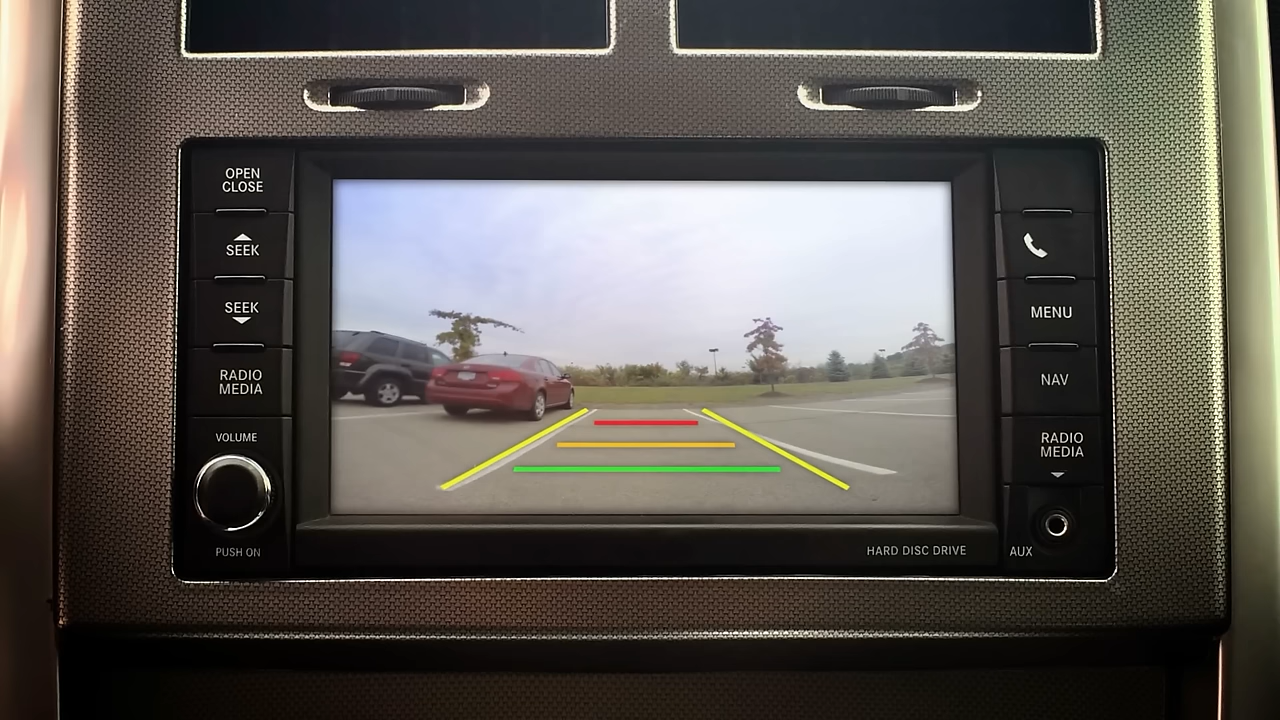 OPEN
CLOSE
SEEK
SEEK
RADIO
MEDIA
VOLUME
PUSH ON
MENU
NAV
RADIO
MEDIA
HARD DISC DRIVE
AUX